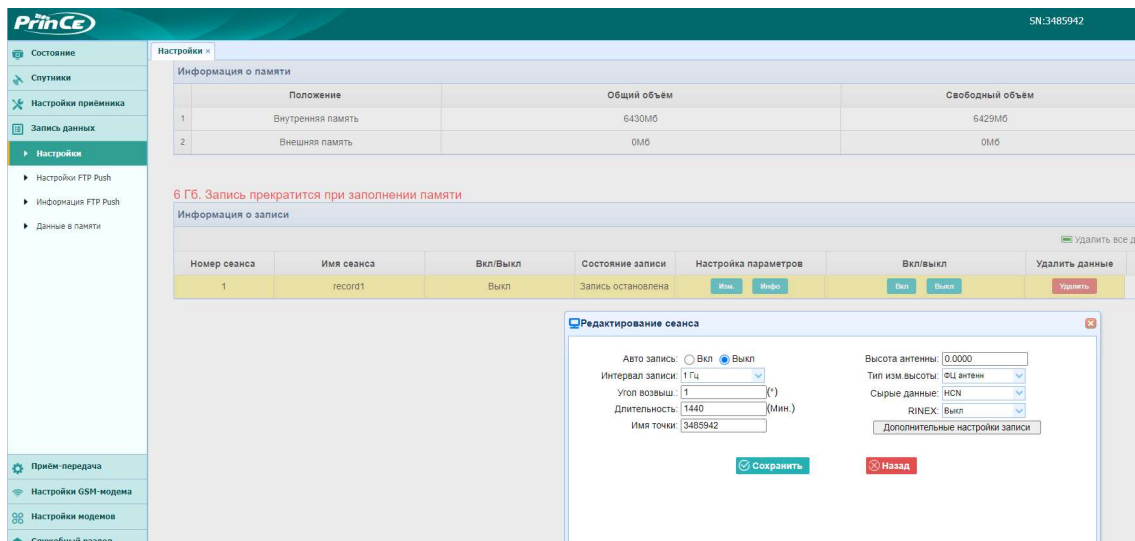 PrinCe
SN:3485942
Состояние
Спутники
Настройки приёмника
Запись данных
Настройки
Настройки FTP Push
Информация FTP Push
Данные в памяти
Приём-передача
Настройки GSM-модема
Настройки модемов
Служебный раздел
Настройки ×
Информация о памяти
Положение Общий объём Свободный объём
1 Внутренняя память 6430Мб 6429Мб
2 Внешняя память 0Мб 0Мб
6 Гб. Запись прекратится при заполнении памяти
Информация о записи
Удалить все д
Номер сеанса Имя сеанса Вкл/Выкл Состояние записи Настройка параметров Вкл/выкл Удалить данные
1 record1 Выкл Запись остановлена Изм. Инфо Вкл Выкл Удалить
Редактирование сеанса
Авто запись: Вкл Выкл Высота антенны: 0.0000
Интервал записи: 1 Гц Тип изм.высоты: ФЦ антенн
Угол возвыш.: 1 (°) Сырые данные: HCN
Длительность: 1440 (Мин.) RINEX: Выкл
Имя точки: 3485942 Дополнительные настройки записи
Сохранить Назад